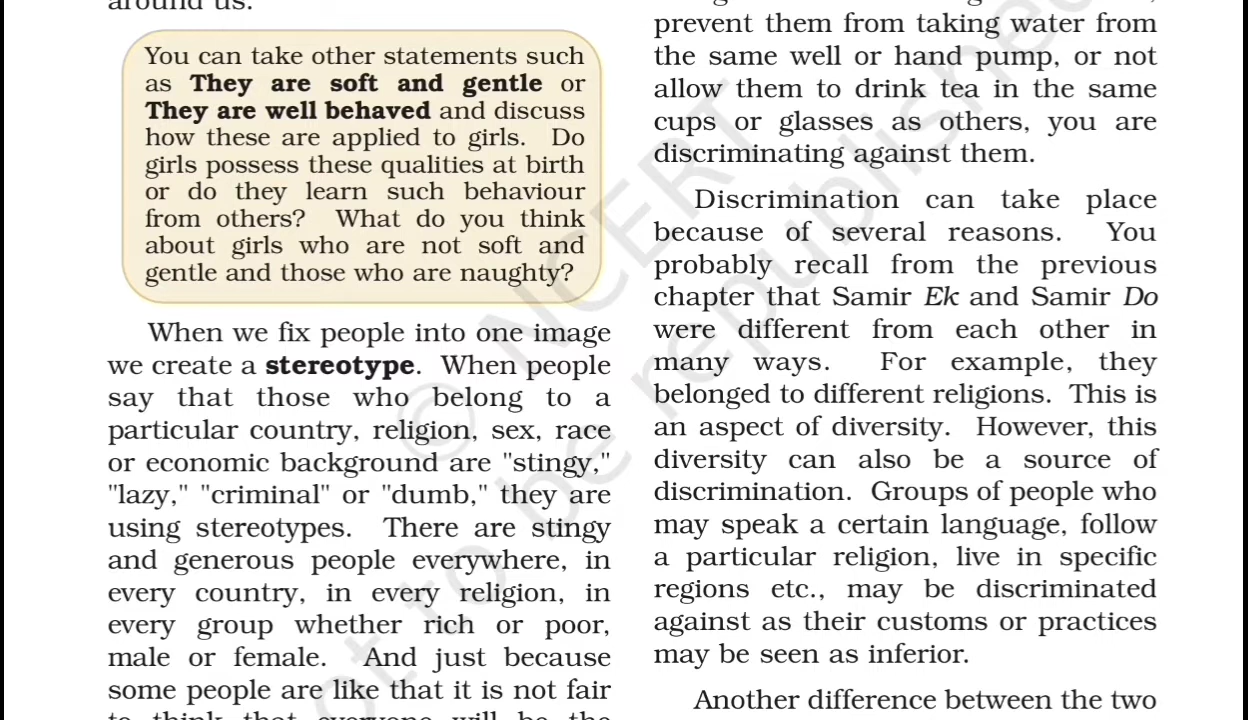 around us.
You can take other statements such
as They are soft and gentle or
They are well behaved and discuss
how these are applied to girls. Do
girls possess these qualities at birth
or do they learn such behaviour
from others? What do you think
about girls who are not soft and
gentle and those who are naughty?
When we fix people into one image
we create a stereotype. When people
say that those who belong to a
particular country, religion, sex, race
or economic background are "stingy,"
"lazy," "criminal" or "dumb," they are
using stereotypes. There are stingy
and generous people everywhere, in
every country, in every religion, in
every group whether rich or poor,
male or female. And just because
some people are like that it is not fair
to think that everyone will be the
prevent them from taking water from
the same well or hand pump, or not
allow them to drink tea in the same
cups or glasses as others, you are
discriminating against them.
Discrimination can take place
because of several reasons. You
probably recall from the previous
chapter that Samir Ek and Samir Do
were different from each other in
many ways. For example, they
belonged to different religions. This is
an aspect of diversity. However, this
diversity can also be a source of
discrimination. Groups of people who
may speak a certain language, follow
a particular religion, live in specific
regions etc., may be discriminated
against as their customs or practices
may be seen as inferior.
Another difference between the two
© NCERT
not to be republished